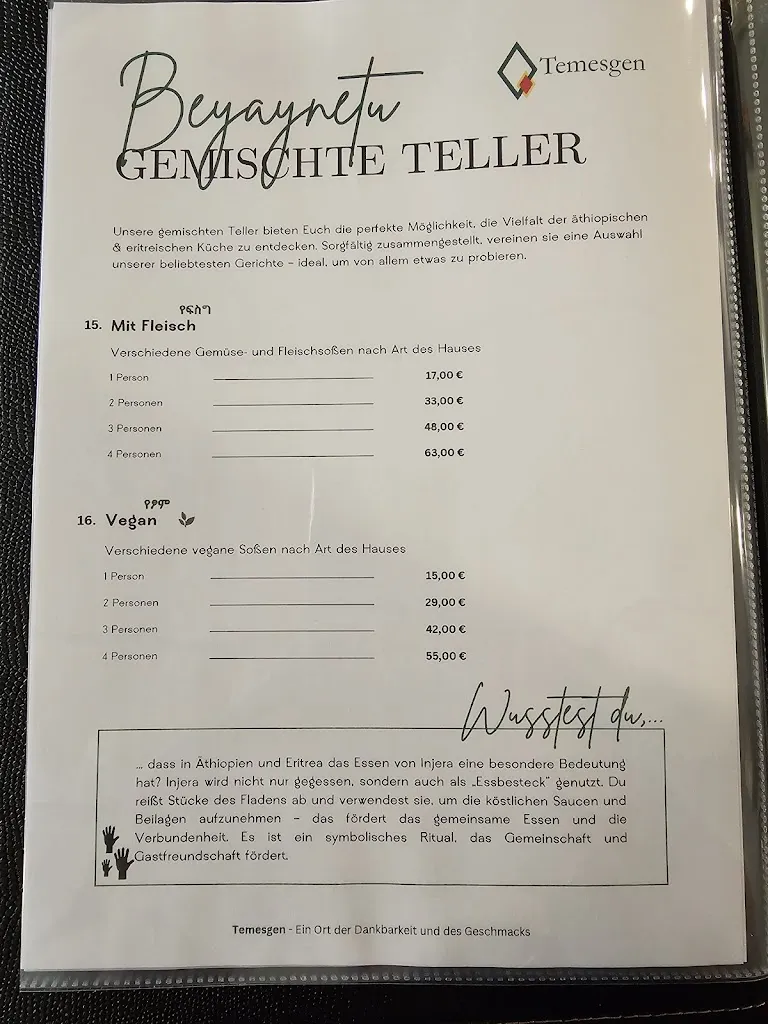 Beyaynetu
Temesgen
GEMISCHTE TELLER
Unsere gemischten Teller bieten Euch die perfekte Möglichkeit, die Vielfalt der äthiopischen
& eritreischen Küche zu entdecken. Sorgfältig zusammengestellt, vereinen sie eine Auswahl
unserer beliebtesten Gerichte – ideal, um von allem etwas zu probieren.
የፍስግ
15. Mit Fleisch
Verschiedene Gemüse- und Fleischsoßen nach Art des Hauses
1 Person 17,00 €
2 Personen 33,00 €
3 Personen 48,00 €
4 Personen 63,00 €
የፆም
16. Vegan
Verschiedene vegane Soßen nach Art des Hauses
1 Person 15,00 €
2 Personen 29,00 €
3 Personen 42,00 €
4 Personen 55,00 €
Wusstest du,...
... dass in Äthiopien und Eritrea das Essen von Injera eine besondere Bedeutung
hat? Injera wird nicht nur gegessen, sondern auch als „Essbesteck" genutzt. Du
reißt Stücke des Fladens ab und verwendest sie, um die köstlichen Saucen und
Beilagen aufzunehmen – das fördert das gemeinsame Essen und die
Verbundenheit. Es ist ein symbolisches Ritual, das Gemeinschaft und
Gastfreundschaft fördert.
Temesgen - Ein Ort der Dankbarkeit und des Geschmacks